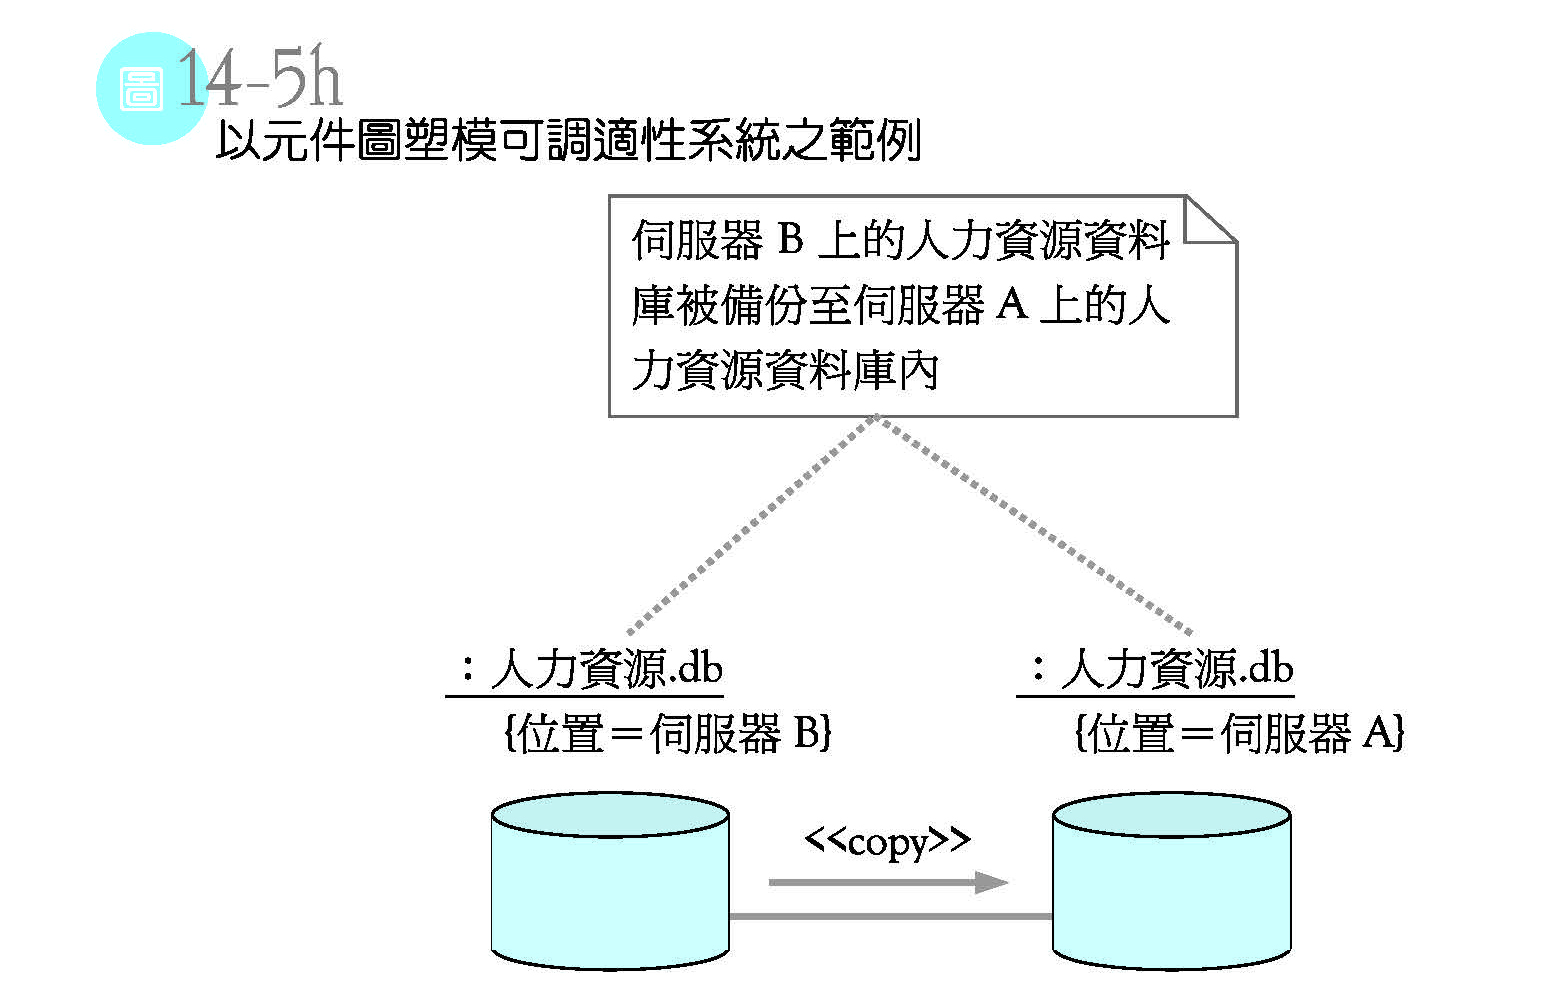 圖 14-5h
以元件圖塑模可調適性系統之範例
伺服器 B 上的人力資源資料
庫被備份至伺服器 A 上的人
力資源資料庫內
：人力資源.db
{位置＝伺服器 B}
：人力資源.db
{位置＝伺服器 A}
<<copy>>